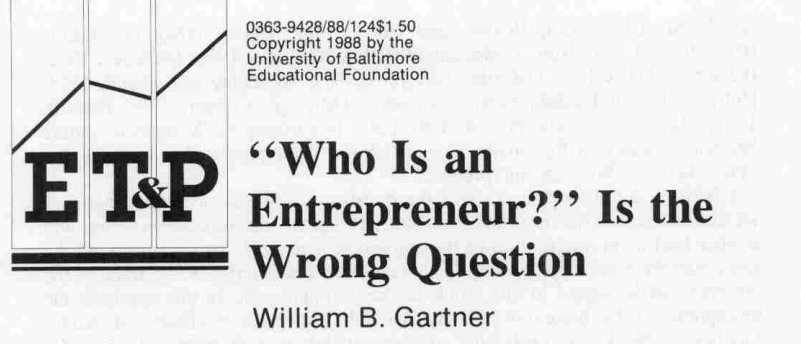 0363-9428/88/124$1.50
Copyright 1988 by the
University of Baltimore
Educational Foundation
ET&P
“Who Is an
Entrepreneur?” Is the
Wrong Question
William B. Gartner